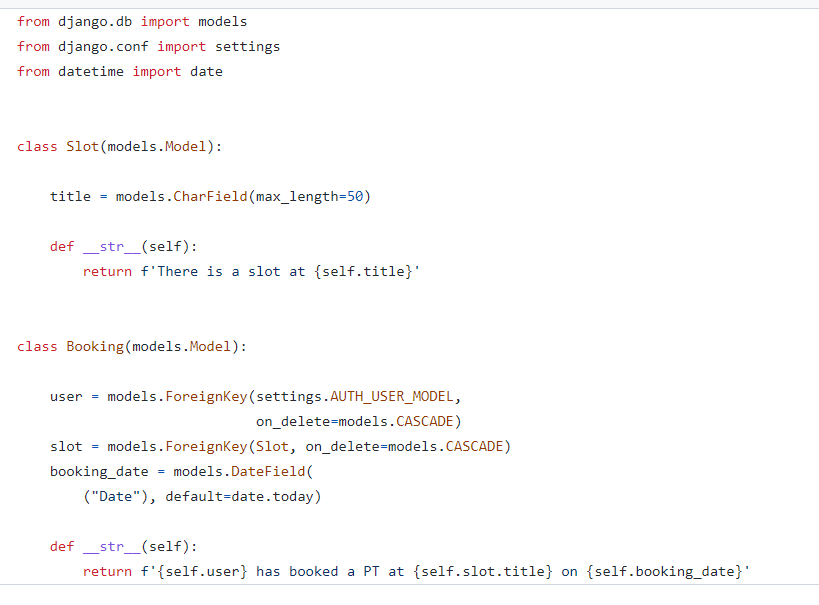 from django.db import models
from django.conf import settings
from datetime import date
class Slot(models.Model):
    title = models.CharField(max_length=50)
    def __str__(self):
        return f'There is a slot at {self.title}'
class Booking(models.Model):
    user = models.ForeignKey(settings.AUTH_USER_MODEL,
                             on_delete=models.CASCADE)
    slot = models.ForeignKey(Slot, on_delete=models.CASCADE)
    booking_date = models.DateField(
        ("Date"), default=date.today)
    def __str__(self):
        return f'{self.user} has booked a PT at {self.slot.title} on {self.booking_date}'